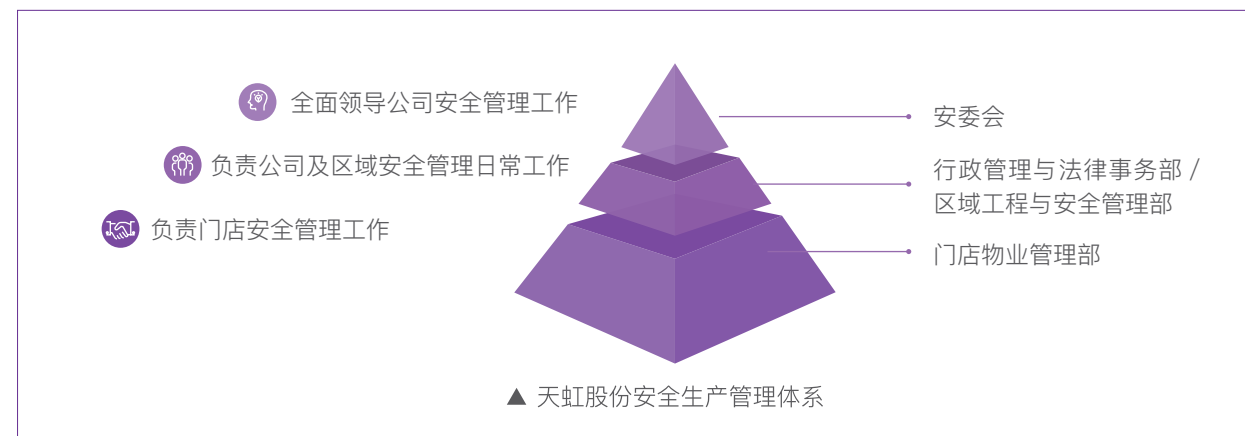 全面领导公司安全管理工作
负责公司及区域安全管理日常工作
负责门店安全管理工作
安委会
行政管理与法律事务部 /
区域工程与安全管理部
门店物业管理部
▲ 天虹股份安全生产管理体系